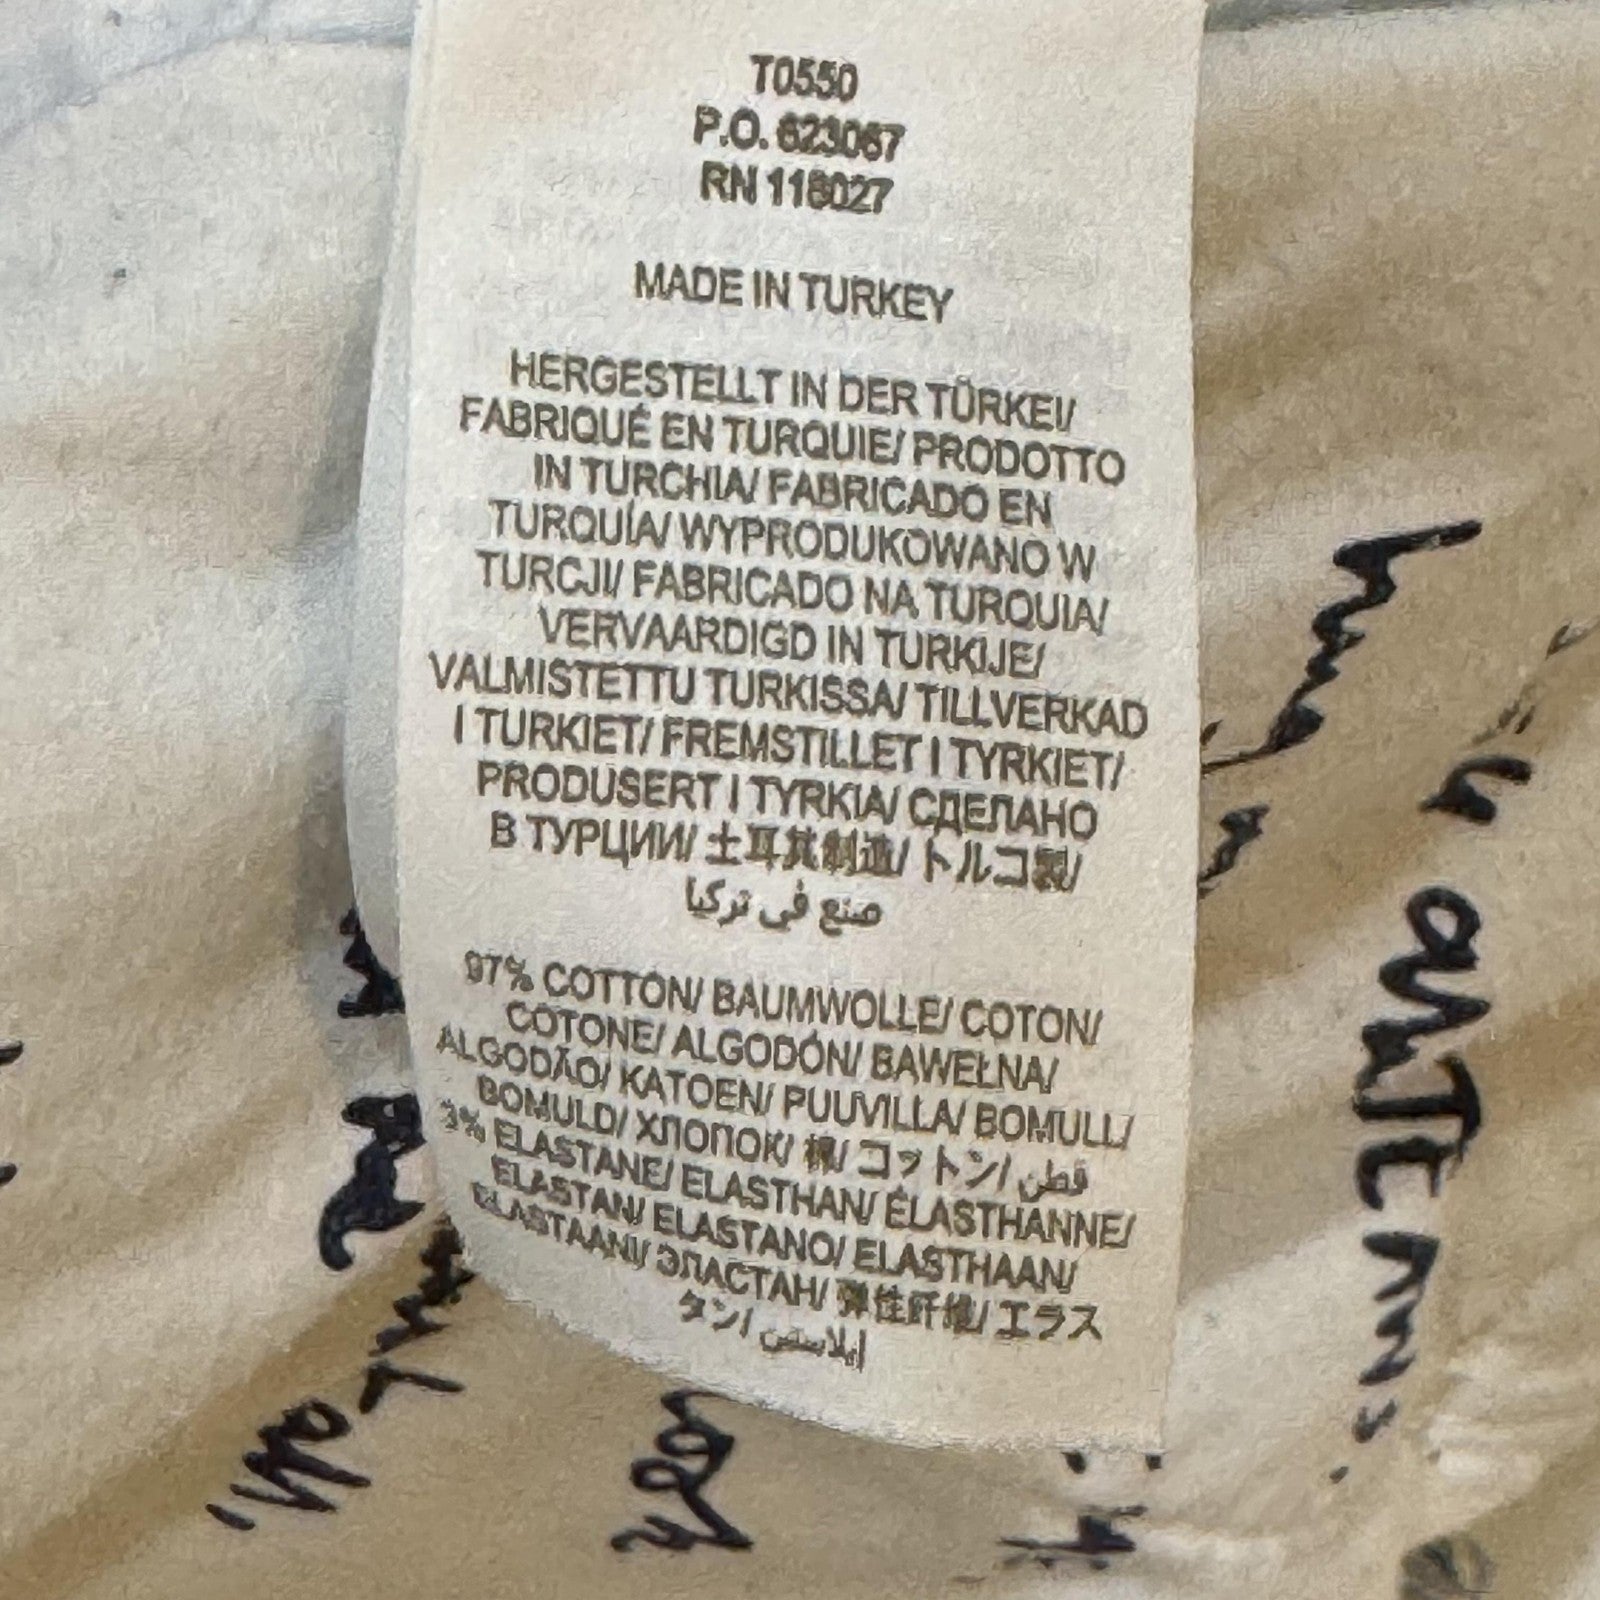 T0550
P.O. 623067
RN 118027
MADE IN TURKEY
HERGESTELLT IN DER TÜRKEI/
FABRIQUÉ EN TURQUIE/ PRODOTTO
IN TURCHIA/ FABRICADO EN
TURQUÍA/ WYPRODUKOWANO W
TURCJI/ FABRICADO NA TURQUIA/
VERVAARDIGD IN TURKIJE/
VALMISTETTU TURKISSA/ TILLVERKAD
I TURKIET/ FREMSTILLET I TYRKIET/
PRODUSERT I TYRKIA/ СДЕЛАНО
В ТУРЦИИ/ 土耳其制造/ トルコ製/
صنع في تركيا
97% COTTON/ BAUMWOLLE/ COTON/
COTONE/ ALGODÓN/ BAWEŁNA/
ALGODÃO/ KATOEN/ PUUVILLA/ BOMULL/
BOMULD/ ХЛОПОК/ 棉/ コットン/ قطن
3% ELASTANE/ ELASTHAN/ ÉLASTHANNE/
ELASTAN/ ELASTANO/ ELASTHAAN/
ELASTAANI/ ЭЛАСТАН/ 弹性纤维/ エラス
タン/ إيلاستين